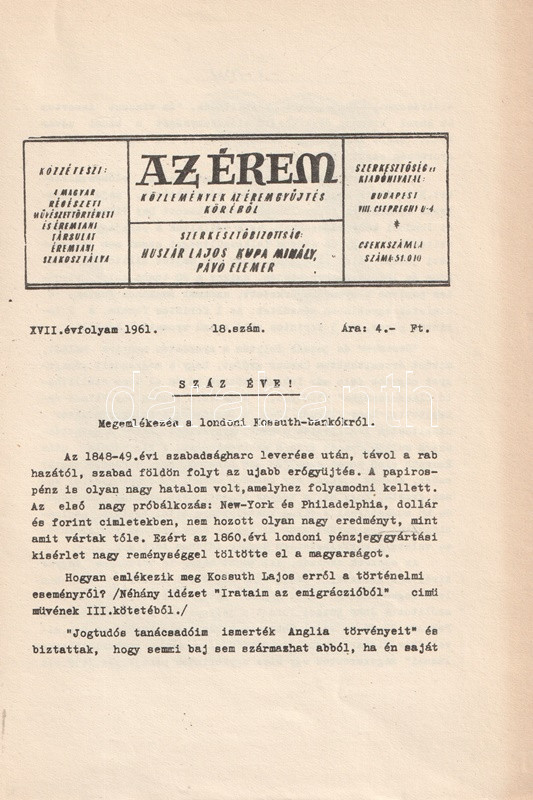 KÖZZÉTESZI:
A MAGYAR
RÉGÉSZETI
MŰVÉSZETTÖRTÉNETI
ÉS ÉREMTANI
TÁRSULAT
ÉREMTANI
SZAKOSZTÁLYA
AZ ÉREM
KÖZLEMÉNYEK AZ ÉREMGYŰJTÉS
KÖRÉBŐL
SZERKESZTŐBIZOTTSÁG:
HUSZÁR LAJOS, KUPA MIHÁLY,
PÁVÓ ELEMÉR
SZERKESZTŐSÉG ÉS
KIADÓHIVATAL:
BUDAPEST
VIII. CSEPREGHI U-4.
*
CSEKKSZÁMLA
SZÁM: 51.010
XVII.évfolyam 1961. 18.szám. Ára: 4.- Ft.
SZÁZ ÉVE!
Megemlékezés a londoni Kossuth-bankókról.
darabanth
Az 1848-49.évi szabadságharc leverése után, távol a rab
hazától, szabad földön folyt az ujabb erőgyüjtés. A papiros-
pénz is olyan nagy hatalom volt,amelyhez folyamodni kellett.
Az első nagy próbálkozás: New-York és Philadelphia, dollár
és forint cimletekben, nem hozott olyan nagy eredményt, mint
amit vártak tőle. Ezért az 1860.évi londoni pénzjegygyártási
kisérlet nagy reménységgel töltötte el a magyarságot.
Hogyan emlékezik meg Kossuth Lajos erről a történelmi
eseményről? /Néhány idézet "Irataim az emigráczióból" cimü
müvének III.kötetéből./
"Jogtudós tanácsadóim ismerték Anglia törvényeit" és
biztattak, hogy semmi baj sem származhat abból, ha én saját